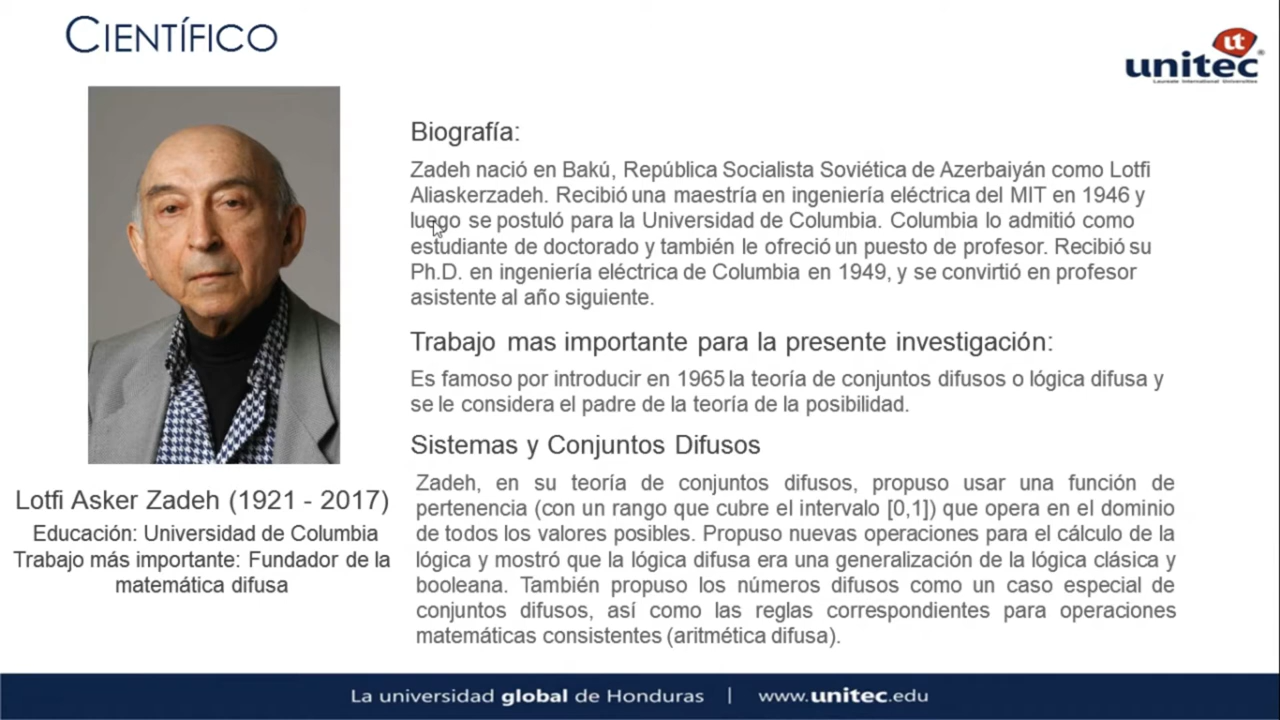 CIENTÍFICO
ut
unitec®
Laureate International Universities
Biografía:
Zadeh nació en Bakú, República Socialista Soviética de Azerbaiyán como Lotfi
Aliaskerzadeh. Recibió una maestría en ingeniería eléctrica del MIT en 1946 y
luego se postuló para la Universidad de Columbia. Columbia lo admitió como
estudiante de doctorado y también le ofreció un puesto de profesor. Recibió su
Ph.D. en ingeniería eléctrica de Columbia en 1949, y se convirtió en profesor
asistente al año siguiente.
Trabajo mas importante para la presente investigación:
Es famoso por introducir en 1965 la teoría de conjuntos difusos o lógica difusa y
se le considera el padre de la teoría de la posibilidad.
Sistemas y Conjuntos Difusos
Zadeh, en su teoría de conjuntos difusos, propuso usar una función de
pertenencia (con un rango que cubre el intervalo [0,1]) que opera en el dominio
de todos los valores posibles. Propuso nuevas operaciones para el cálculo de la
lógica y mostró que la lógica difusa era una generalización de la lógica clásica y
booleana. También propuso los números difusos como un caso especial de
conjuntos difusos, así como las reglas correspondientes para operaciones
matemáticas consistentes (aritmética difusa).
Lotfi Asker Zadeh (1921 - 2017)
Educación: Universidad de Columbia
Trabajo más importante: Fundador de la
matemática difusa
La universidad global de Honduras | www.unitec.edu